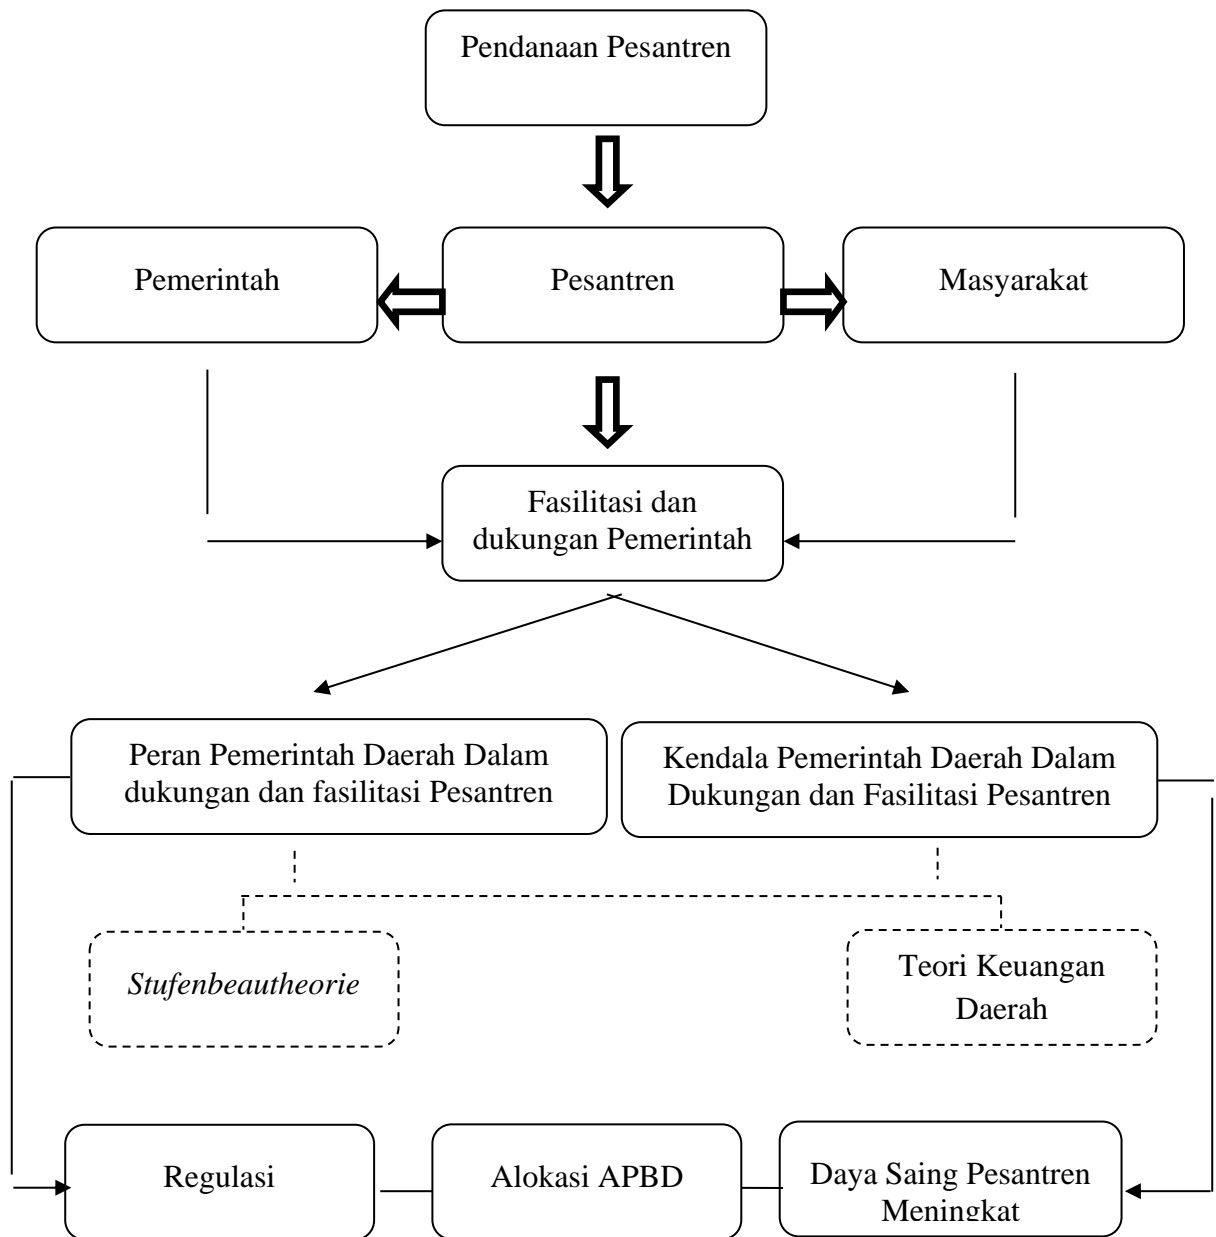 Pendanaan Pesantren
Pemerintah
Pesantren
Masyarakat
Fasilitasi dan
dukungan Pemerintah
Peran Pemerintah Daerah Dalam
dukungan dan fasilitasi Pesantren
Kendala Pemerintah Daerah Dalam
Dukungan dan Fasilitasi Pesantren
Stufenbeautheorie
Teori Keuangan
Daerah
Regulasi
Alokasi APBD
Daya Saing Pesantren
Meningkat